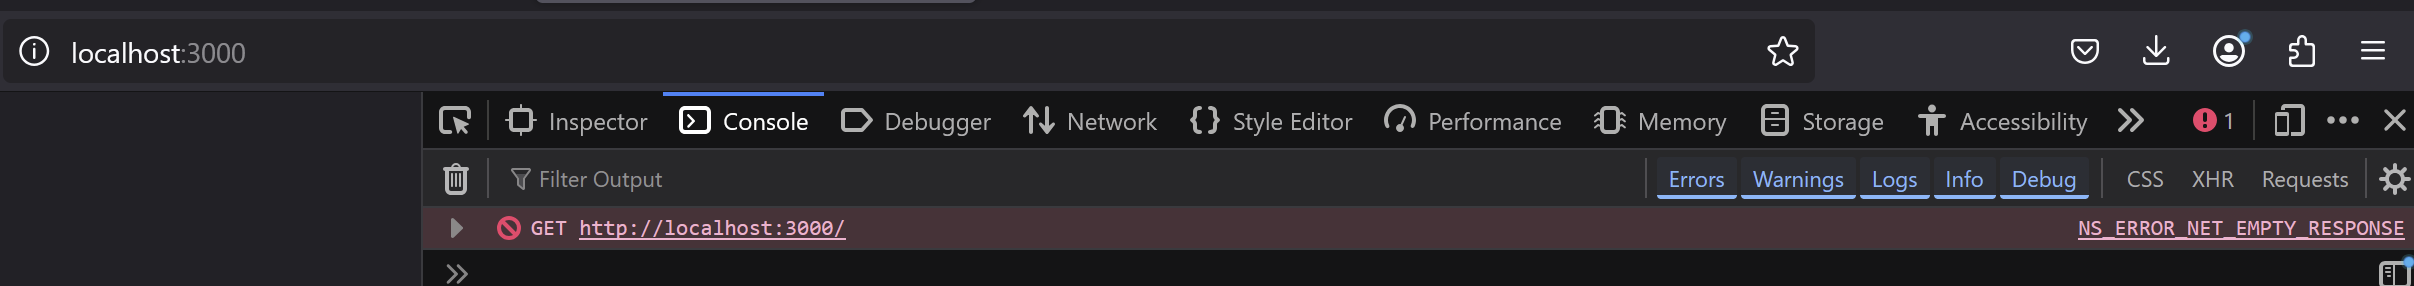 localhost:3000
Inspector Console Debugger Network Style Editor Performance Memory Storage Accessibility 1
Filter Output Errors Warnings Logs Info Debug CSS XHR Requests
GET http://localhost:3000/ NS_ERROR_NET_EMPTY_RESPONSE